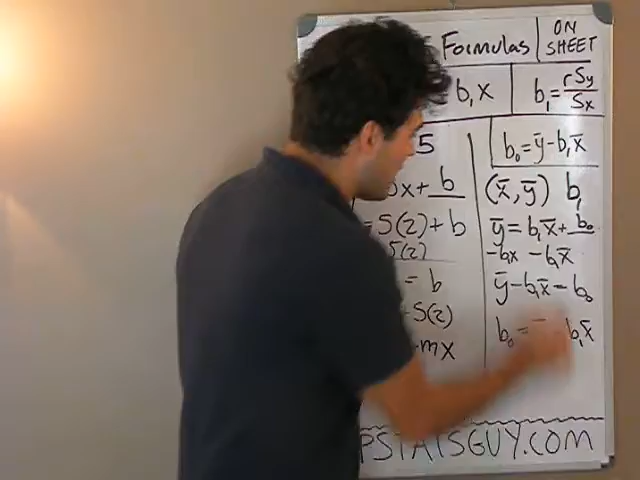 Formulas
ON
SHEET
b₁x
b₁ = rSy
Sx
5
b₀ = ȳ - b₁x̄
x + b
(x̄, ȳ) b₁
= 5(2) + b
ȳ = b₁x̄ + b₀
5(2)
-b₁x -b₁x̄
= b
ȳ - b₁x̄ = b₀
5(2)
b₀ = - b₁x̄
mx
PSTATSGUY.COM